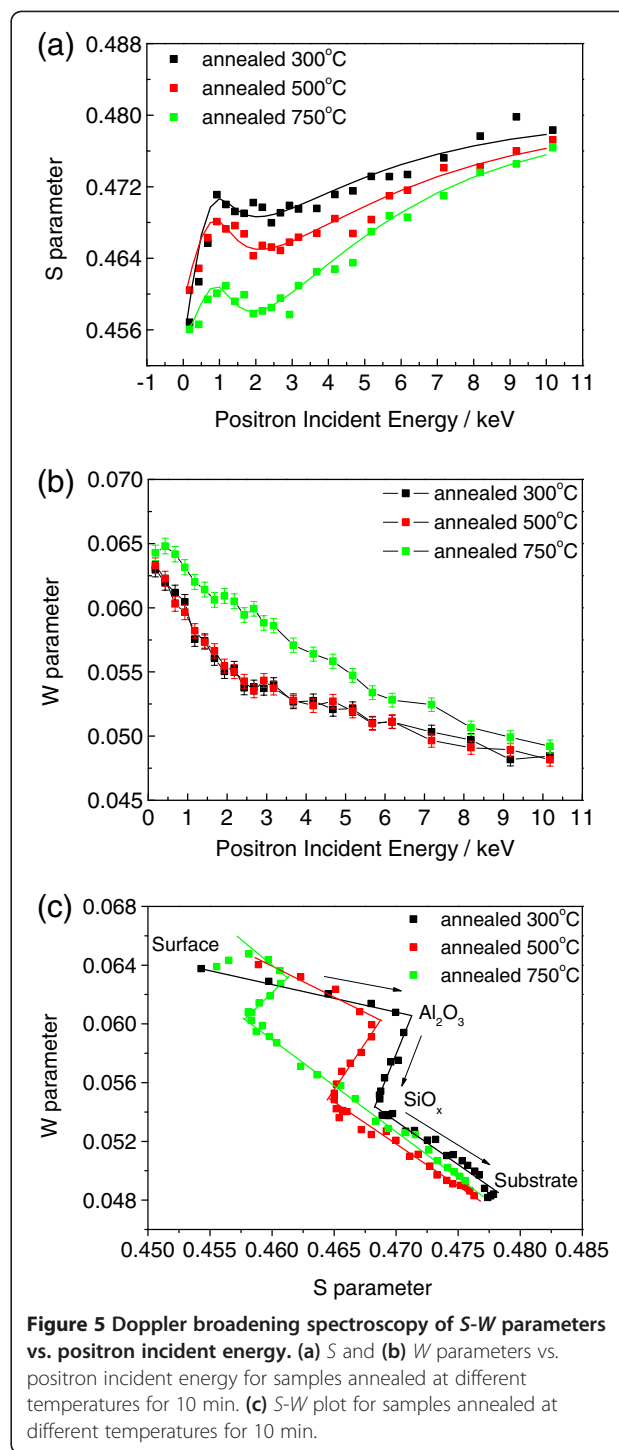 (a)
0.488
0.480
0.472
0.464
0.456
S parameter
annealed 300°C
annealed 500°C
annealed 750°C
-1 0 1 2 3 4 5 6 7 8 9 10 11
Positron Incident Energy / keV
(b)
0.070
0.065
0.060
0.055
0.050
0.045
W parameter
annealed 300°C
annealed 500°C
annealed 750°C
0 1 2 3 4 5 6 7 8 9 10 11
Positron Incident Energy / keV
(c)
0.068
0.064
0.060
0.056
0.052
0.048
W parameter
annealed 300°C
annealed 500°C
annealed 750°C
Surface
Al₂O₃
SiOₓ
Substrate
0.450 0.455 0.460 0.465 0.470 0.475 0.480 0.485
S parameter
Figure 5 Doppler broadening spectroscopy of S-W parameters
vs. positron incident energy. (a) S and (b) W parameters vs.
positron incident energy for samples annealed at different
temperatures for 10 min. (c) S-W plot for samples annealed at
different temperatures for 10 min.